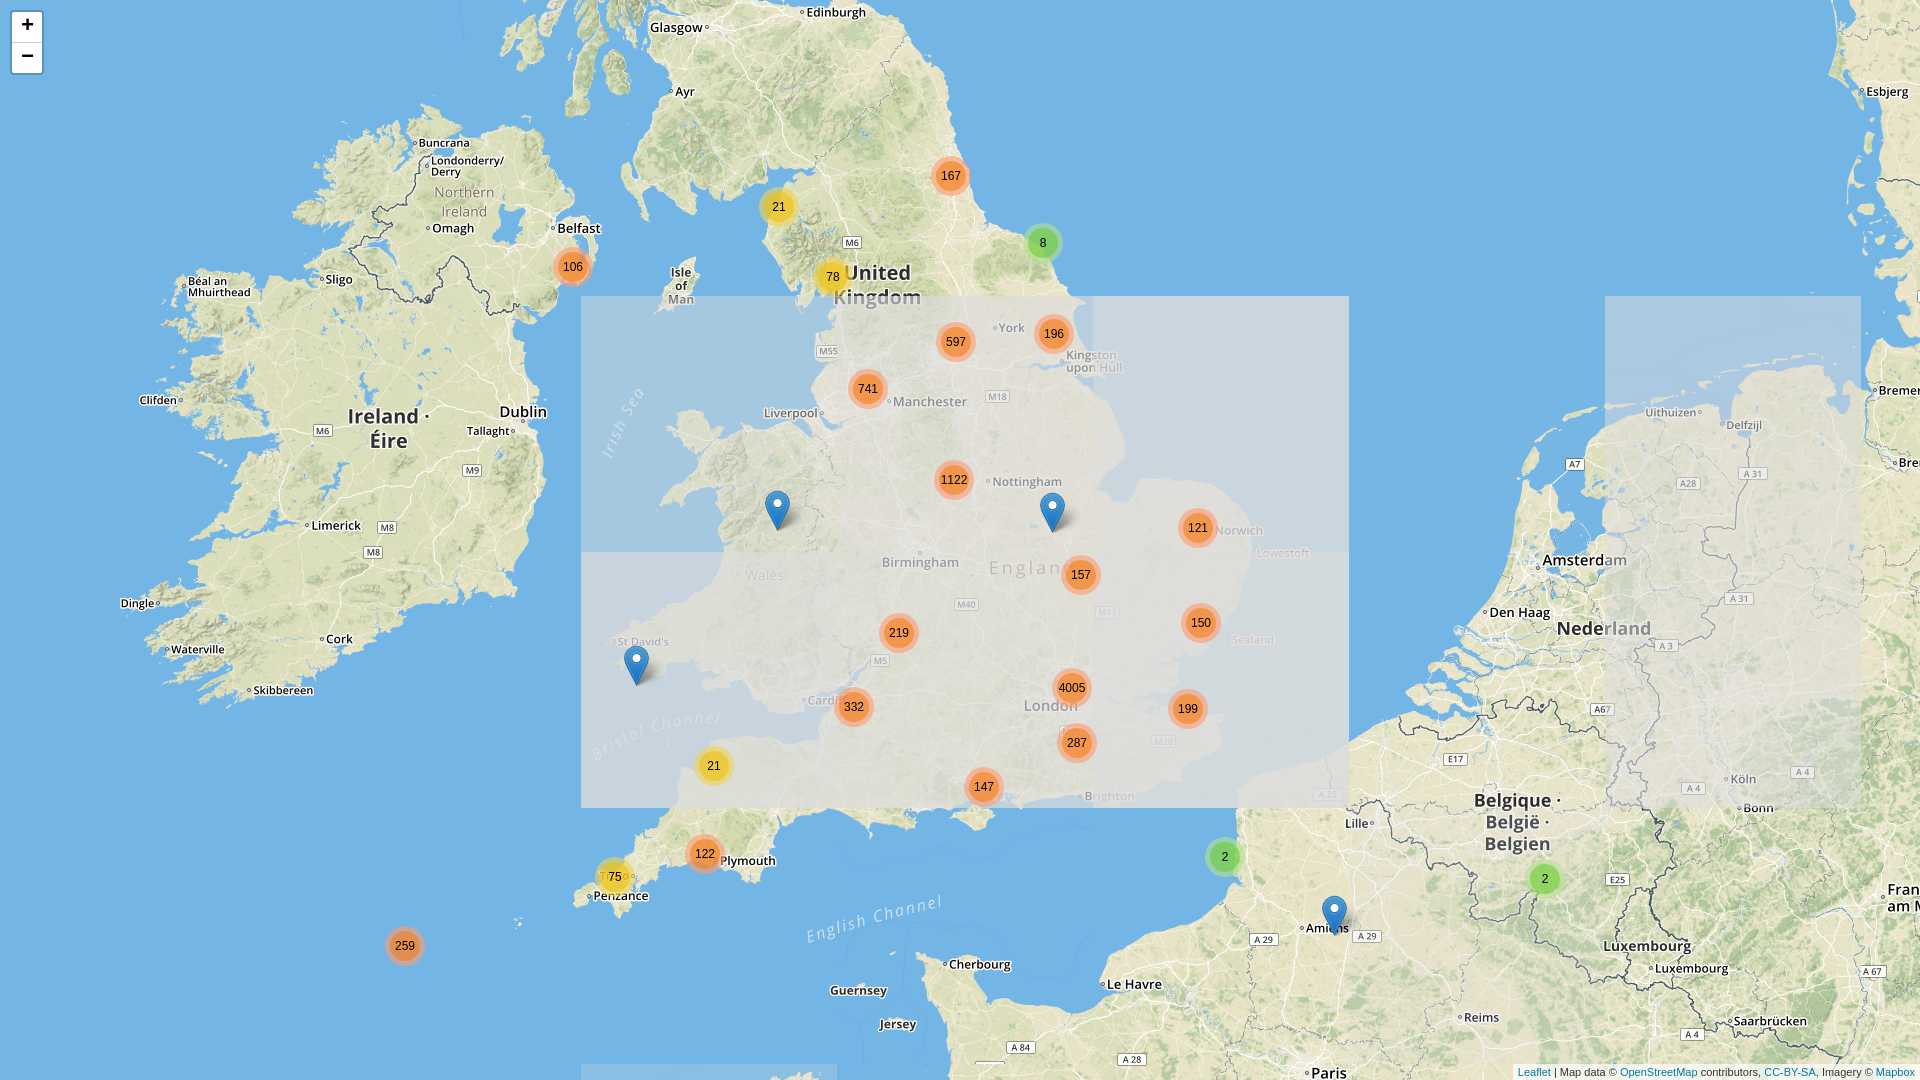 +
−
Glasgow
Edinburgh
Ayr
Esbjerg
Buncrana
Londonderry/
Derry
Northern
Ireland
Omagh
Belfast
Sligo
Béal an
Mhuirthead
106
167
21
8
M6
78
United
Kingdom
Isle
of
Man
York
196
597
Kingston
upon Hull
M55
741
Manchester
M18
Liverpool
Irish Sea
Clifden
Ireland ·
Éire
Dublin
Tallaght
M6
M9
Limerick
M8
M8
Dingle
Cork
Waterville
Skibbereen
1122
Nottingham
121
Norwich
Lowestoft
Birmingham
157
Wales
M40
M11
219
150
Sealand
St David's
M5
4005
London
199
332
287
M20
Bristol Channel
21
147
Brighton
122
Plymouth
75
Penzance
259
English Channel
Guernsey
Jersey
Cherbourg
Le Havre
A 84
A 28
Paris
2
Amiens
A 29
A 29
A 25
Lille
E17
Belgique ·
België ·
Belgien
2
E25
Luxembourg
Luxembourg
Reims
Saarbrücken
A 4
A 67
Köln
Bonn
A 4
A 4
A67
A 3
Nederland
Den Haag
Amsterdam
A7
A 31
A 31
A28
Uithuizen
Delfzijl
Leaflet | Map data © OpenStreetMap contributors, CC-BY-SA, Imagery © Mapbox